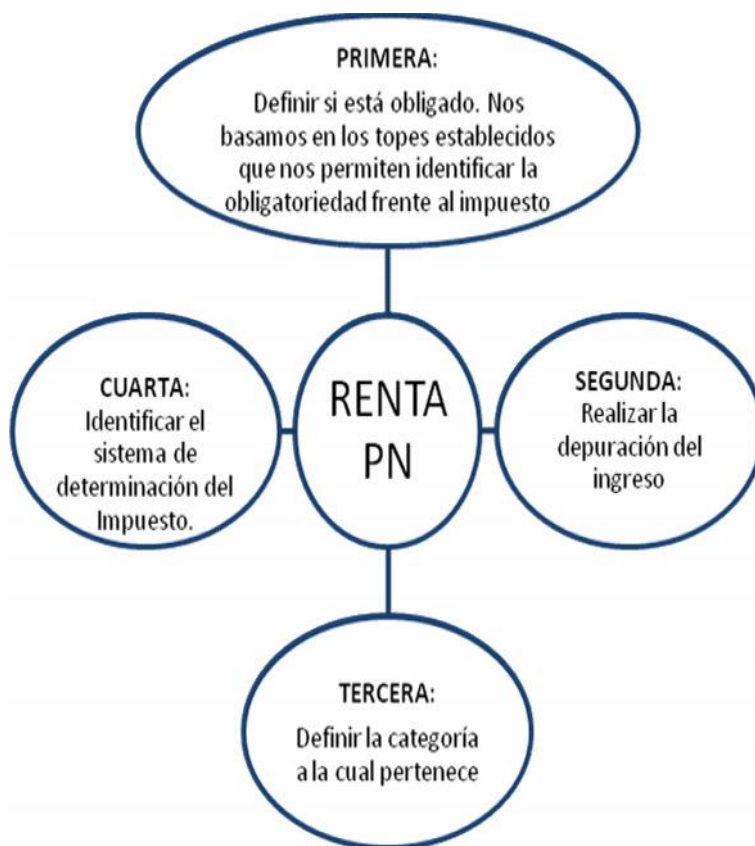 PRIMERA:
Definir si está obligado. Nos
basamos en los topes establecidos
que nos permiten identificar la
obligatoriedad frente al impuesto
CUARTA:
Identificar el
sistema de
determinación del
Impuesto.
RENTA
PN
SEGUNDA:
Realizar la
depuración del
ingreso
TERCERA:
Definir la categoría
a la cual pertenece